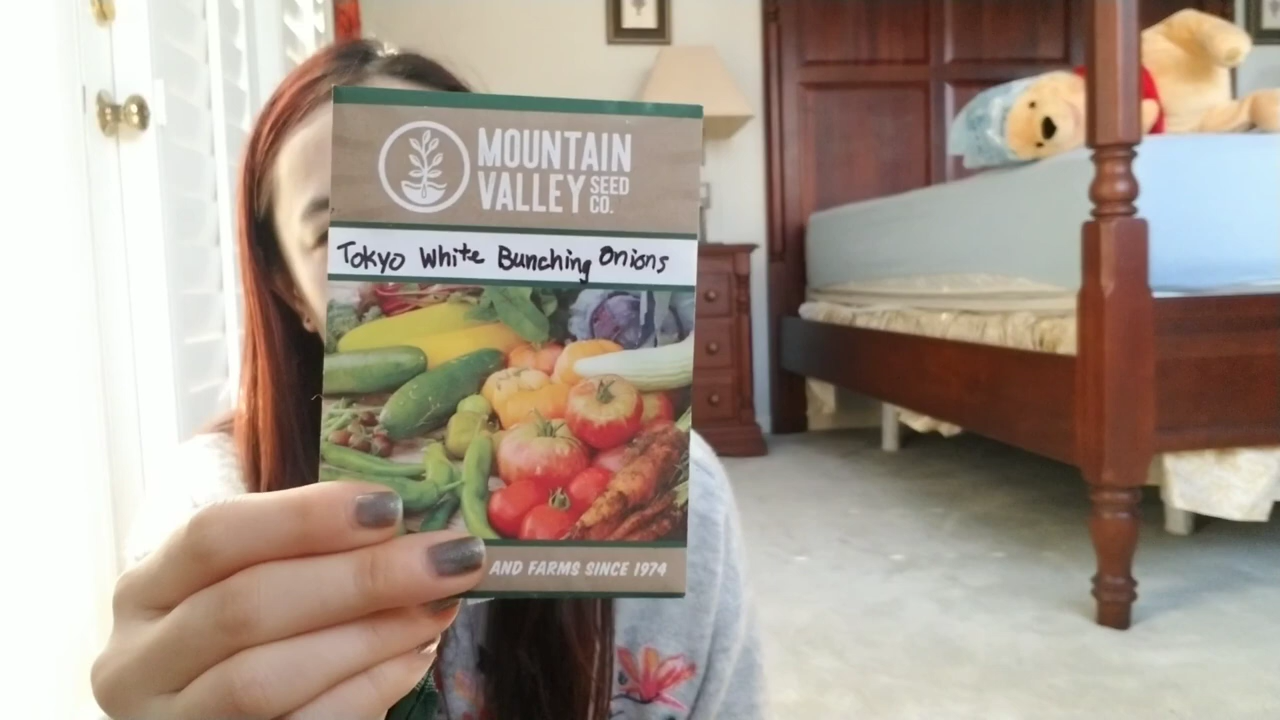 MOUNTAIN
VALLEY SEED CO.
Tokyo White Bunching Onions
AND FARMS SINCE 1974